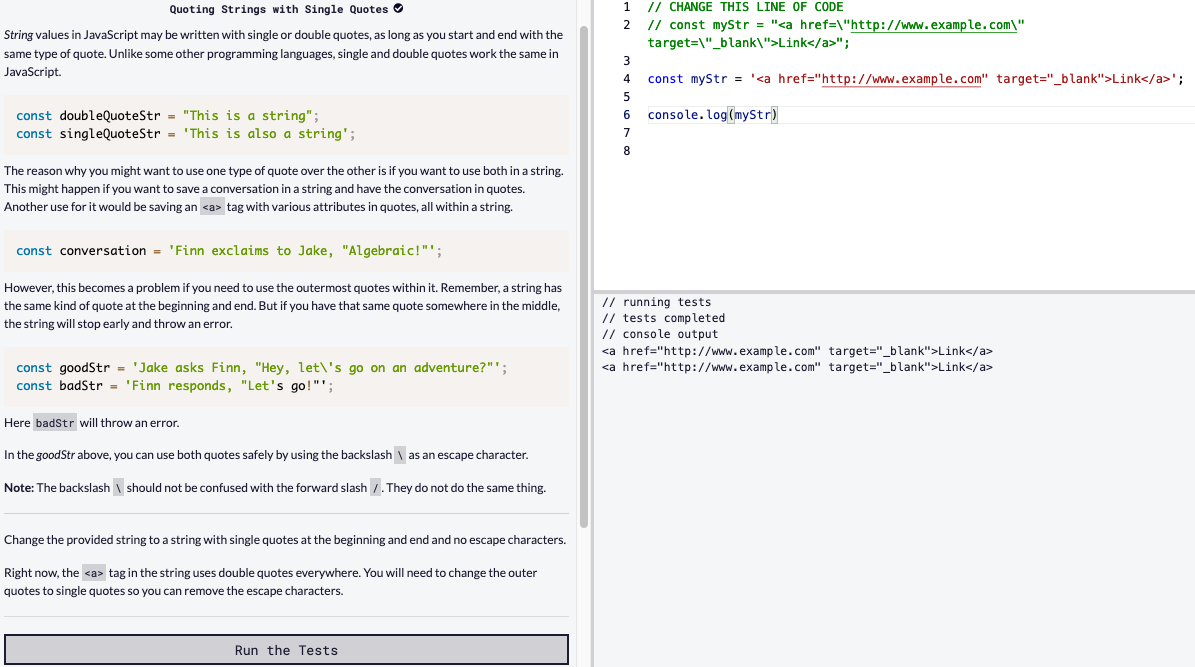 Quoting Strings with Single Quotes
String values in JavaScript may be written with single or double quotes, as long as you start and end with the
same type of quote. Unlike some other programming languages, single and double quotes work the same in
JavaScript.
const doubleQuoteStr = "This is a string";
const singleQuoteStr = 'This is also a string';
The reason why you might want to use one type of quote over the other is if you want to use both in a string.
This might happen if you want to save a conversation in a string and have the conversation in quotes.
Another use for it would be saving an <a> tag with various attributes in quotes, all within a string.
const conversation = 'Finn exclaims to Jake, "Algebraic!"';
However, this becomes a problem if you need to use the outermost quotes within it. Remember, a string has
the same kind of quote at the beginning and end. But if you have that same quote somewhere in the middle,
the string will stop early and throw an error.
const goodStr = 'Jake asks Finn, "Hey, let\'s go on an adventure?"';
const badStr = 'Finn responds, "Let's go!"';
Here badStr will throw an error.
In the goodStr above, you can use both quotes safely by using the backslash \ as an escape character.
Note: The backslash \ should not be confused with the forward slash /. They do not do the same thing.
Change the provided string to a string with single quotes at the beginning and end and no escape characters.
Right now, the <a> tag in the string uses double quotes everywhere. You will need to change the outer
quotes to single quotes so you can remove the escape characters.
Run the Tests
1 // CHANGE THIS LINE OF CODE
2 // const myStr = "<a href=\"http://www.example.com\"
target=\"_blank\">Link</a>";
3
4 const myStr = '<a href="http://www.example.com" target="_blank">Link</a>';
5
6 console.log(myStr)
7
8
// running tests
// tests completed
// console output
<a href="http://www.example.com" target="_blank">Link</a>
<a href="http://www.example.com" target="_blank">Link</a>